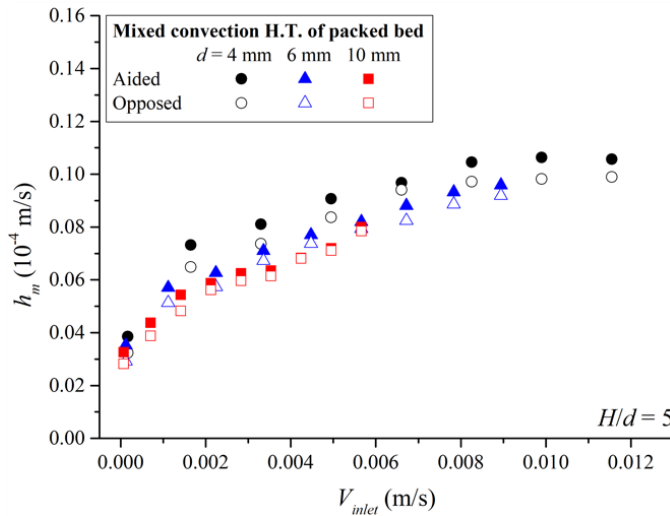 Mixed convection H.T. of packed bed
d = 4 mm 6 mm 10 mm
Aided
Opposed
0.16
0.14
0.12
0.10
0.08
0.06
0.04
0.02
0.00
h_m (10^-4 m/s)
H/d = 5
0.000 0.002 0.004 0.006 0.008 0.010 0.012
V_inlet (m/s)